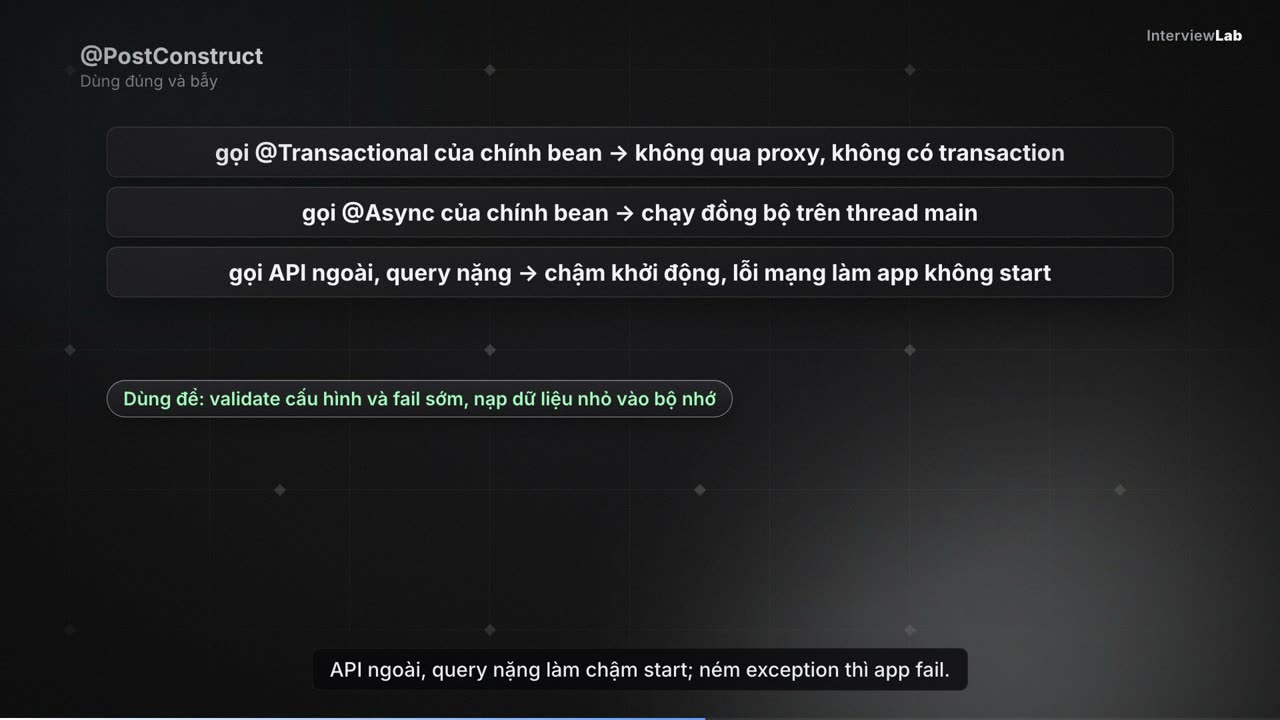 @PostConstruct
InterviewLab
Dùng đúng và bẫy
gọi @Transactional của chính bean → không qua proxy, không có transaction
gọi @Async của chính bean → chạy đồng bộ trên thread main
gọi API ngoài, query nặng → chậm khởi động, lỗi mạng làm app không start
Dùng để: validate cấu hình và fail sớm, nạp dữ liệu nhỏ vào bộ nhớ
API ngoài, query nặng làm chậm start; ném exception thì app fail.